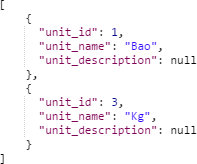 [
    {
        "unit_id": 1,
        "unit_name": "Bao",
        "unit_description": null
    },
    {
        "unit_id": 3,
        "unit_name": "Kg",
        "unit_description": null
    }
]